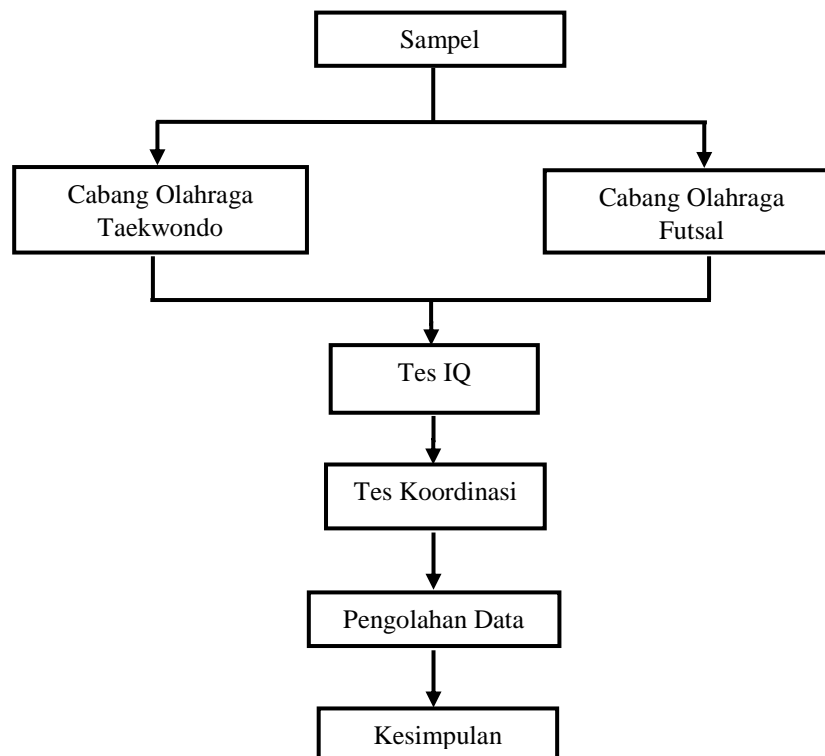 Sampel
Cabang Olahraga
Taekwondo
Cabang Olahraga
Futsal
Tes IQ
Tes Koordinasi
Pengolahan Data
Kesimpulan